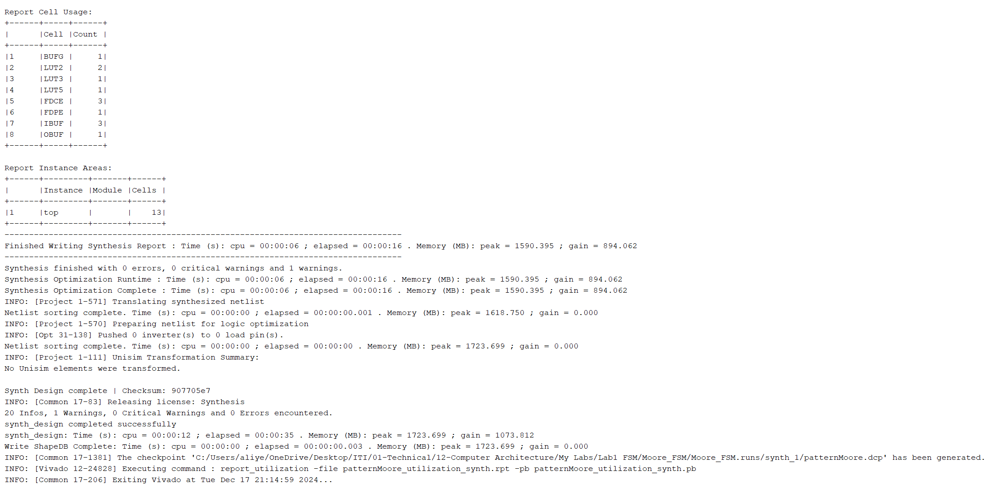 Report Cell Usage:
+------+-----+------+
|      |Cell |Count |
+------+-----+------+
|1     |BUFG |     1|
|2     |LUT2 |     2|
|3     |LUT3 |     1|
|4     |LUT5 |     1|
|5     |FDCE |     3|
|6     |FDPE |     1|
|7     |IBUF |     3|
|8     |OBUF |     1|
+------+-----+------+

Report Instance Areas:
+------+---------+-------+------+
|      |Instance |Module |Cells |
+------+---------+-------+------+
|1     |top      |       |    13|
+------+---------+-------+------+
---------------------------------------------------------------------------------
Finished Writing Synthesis Report : Time (s): cpu = 00:00:06 ; elapsed = 00:00:16 . Memory (MB): peak = 1590.395 ; gain = 894.062
---------------------------------------------------------------------------------
Synthesis finished with 0 errors, 0 critical warnings and 1 warnings.
Synthesis Optimization Runtime : Time (s): cpu = 00:00:06 ; elapsed = 00:00:16 . Memory (MB): peak = 1590.395 ; gain = 894.062
Synthesis Optimization Complete : Time (s): cpu = 00:00:06 ; elapsed = 00:00:16 . Memory (MB): peak = 1590.395 ; gain = 894.062
INFO: [Project 1-571] Translating synthesized netlist
Netlist sorting complete. Time (s): cpu = 00:00:00 ; elapsed = 00:00:00.001 . Memory (MB): peak = 1618.750 ; gain = 0.000
INFO: [Project 1-570] Preparing netlist for logic optimization
INFO: [Opt 31-138] Pushed 0 inverter(s) to 0 load pin(s).
Netlist sorting complete. Time (s): cpu = 00:00:00 ; elapsed = 00:00:00 . Memory (MB): peak = 1723.699 ; gain = 0.000
INFO: [Project 1-111] Unisim Transformation Summary:
No Unisim elements were transformed.

Synth Design complete | Checksum: 907705e7
INFO: [Common 17-83] Releasing license: Synthesis
20 Infos, 1 Warnings, 0 Critical Warnings and 0 Errors encountered.
synth_design completed successfully
synth_design: Time (s): cpu = 00:00:12 ; elapsed = 00:00:35 . Memory (MB): peak = 1723.699 ; gain = 1073.812
Write ShapeDB Complete: Time (s): cpu = 00:00:00 ; elapsed = 00:00:00.003 . Memory (MB): peak = 1723.699 ; gain = 0.000
INFO: [Common 17-1381] The checkpoint 'C:/Users/aliye/OneDrive/Desktop/ITI/01-Technical/12-Computer Architecture/My Labs/Lab1 FSM/Moore_FSM/Moore_FSM.runs/synth_1/patternMoore.dcp' has been generated.
INFO: [Vivado 12-24828] Executing command : report_utilization -file patternMoore_utilization_synth.rpt -pb patternMoore_utilization_synth.pb
INFO: [Common 17-206] Exiting Vivado at Tue Dec 17 21:14:59 2024...